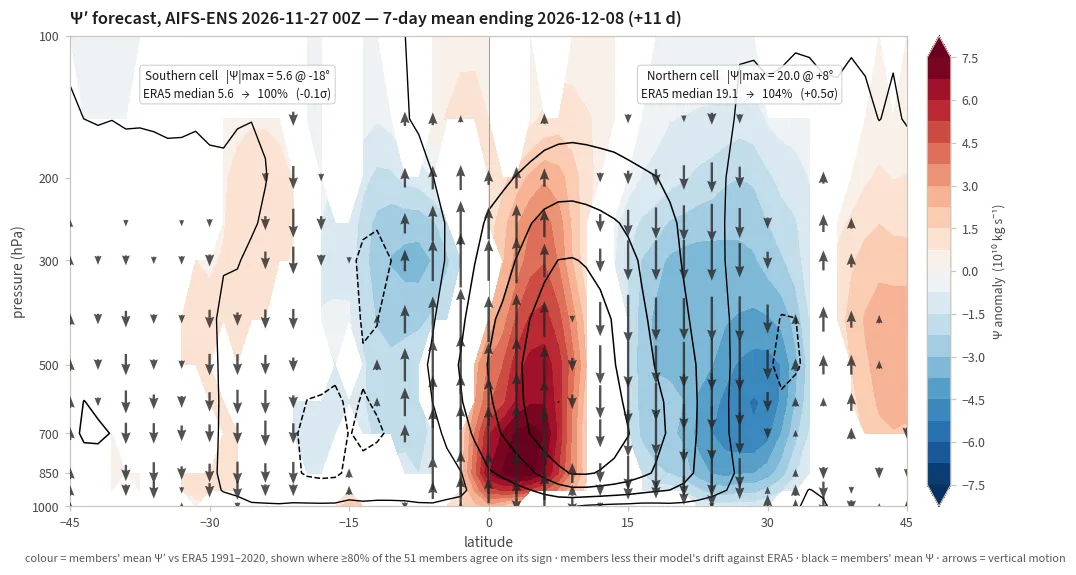 Ψ′ forecast, AIFS-ENS 2026-11-27 00Z — 7-day mean ending 2026-12-08 (+11 d)
Southern cell |Ψ|max = 5.6 @ -18°
ERA5 median 5.6 → 100% (-0.1σ)
Northern cell |Ψ|max = 20.0 @ +8°
ERA5 median 19.1 → 104% (+0.5σ)
pressure (hPa)
100
200
300
500
700
850
1000
−45
−30
−15
0
15
30
45
latitude
7.5
6.0
4.5
3.0
1.5
0.0
−1.5
−3.0
−4.5
−6.0
−7.5
Ψ anomaly (10¹⁰ kg s⁻¹)
colour = members' mean Ψ′ vs ERA5 1991–2020, shown where ≥80% of the 51 members agree on its sign · members less their model's drift against ERA5 · black = members' mean Ψ · arrows = vertical motion